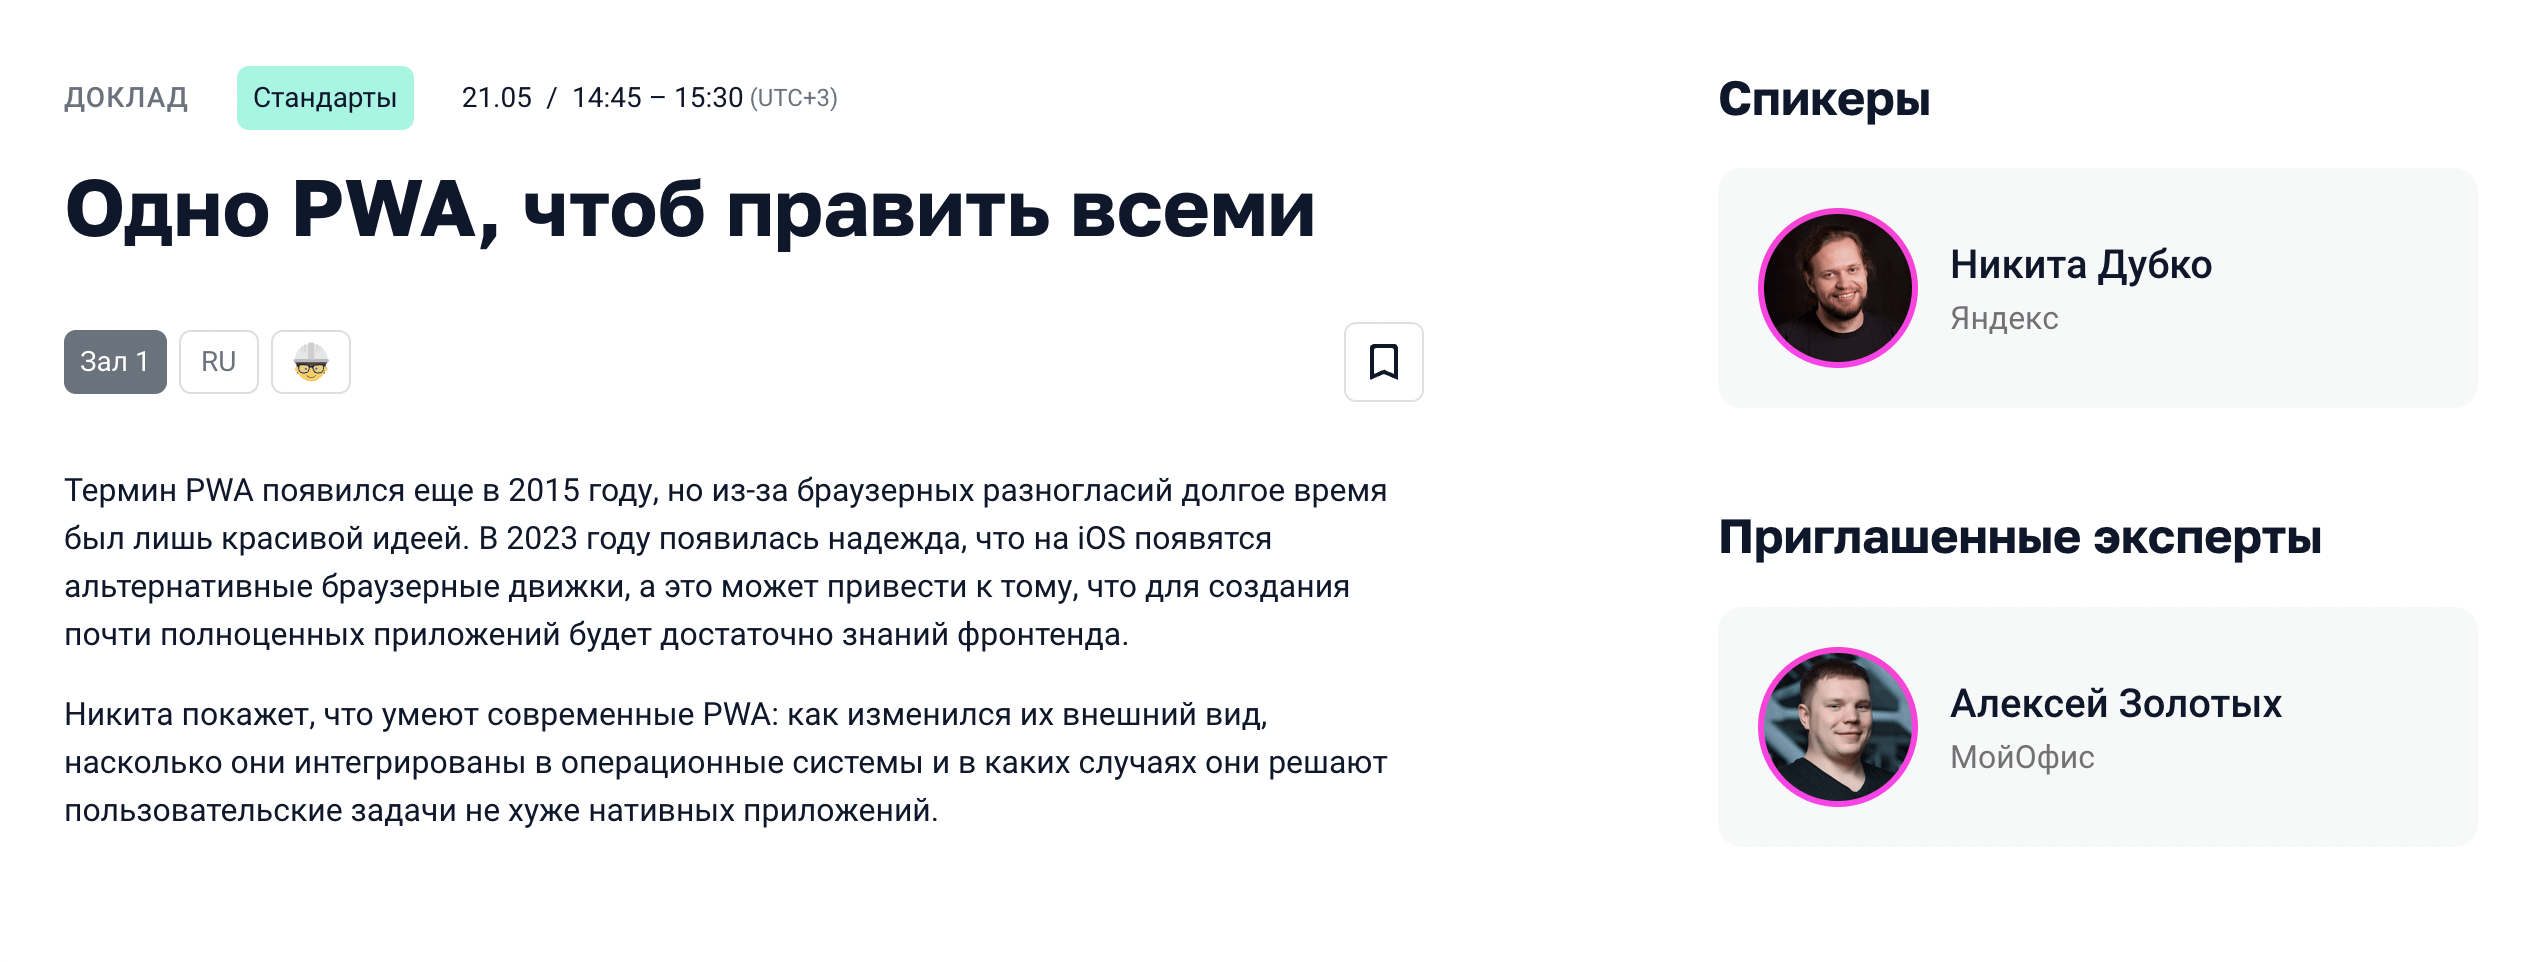 ДОКЛАД
Стандарты
21.05 / 14:45 – 15:30 (UTC+3)
Одно PWA, чтоб править всеми
Зал 1
RU
Термин PWA появился еще в 2015 году, но из-за браузерных разногласий долгое время
был лишь красивой идеей. В 2023 году появилась надежда, что на iOS появятся
альтернативные браузерные движки, а это может привести к тому, что для создания
почти полноценных приложений будет достаточно знаний фронтенда.
Никита покажет, что умеют современные PWA: как изменился их внешний вид,
насколько они интегрированы в операционные системы и в каких случаях они решают
пользовательские задачи не хуже нативных приложений.
Спикеры
Никита Дубко
Яндекс
Приглашенные эксперты
Алексей Золотых
МойОфис